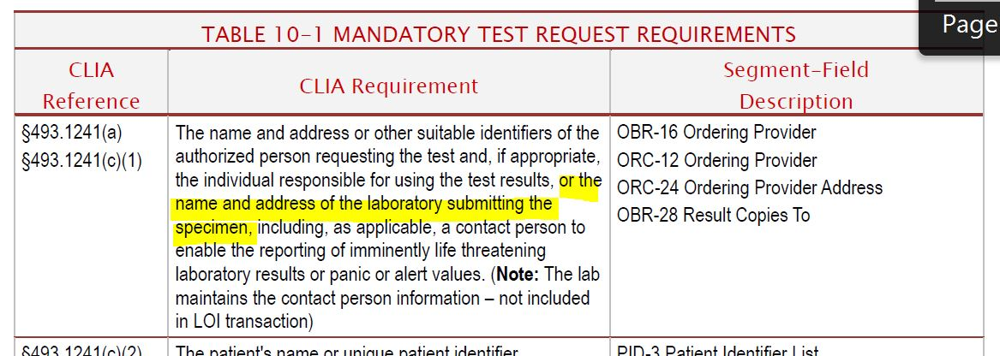 Page
TABLE 10-1 MANDATORY TEST REQUEST REQUIREMENTS
CLIA
Reference
CLIA Requirement
Segment-Field
Description
§493.1241(a)
§493.1241(c)(1)
The name and address or other suitable identifiers of the
authorized person requesting the test and, if appropriate,
the individual responsible for using the test results, or the
name and address of the laboratory submitting the
specimen, including, as applicable, a contact person to
enable the reporting of imminently life threatening
laboratory results or panic or alert values. (Note: The lab
maintains the contact person information – not included
in LOI transaction)
OBR-16 Ordering Provider
ORC-12 Ordering Provider
ORC-24 Ordering Provider Address
OBR-28 Result Copies To
§493.1241(c)(2)
The patient's name or unique patient identifier
PID-3 Patient Identifier List